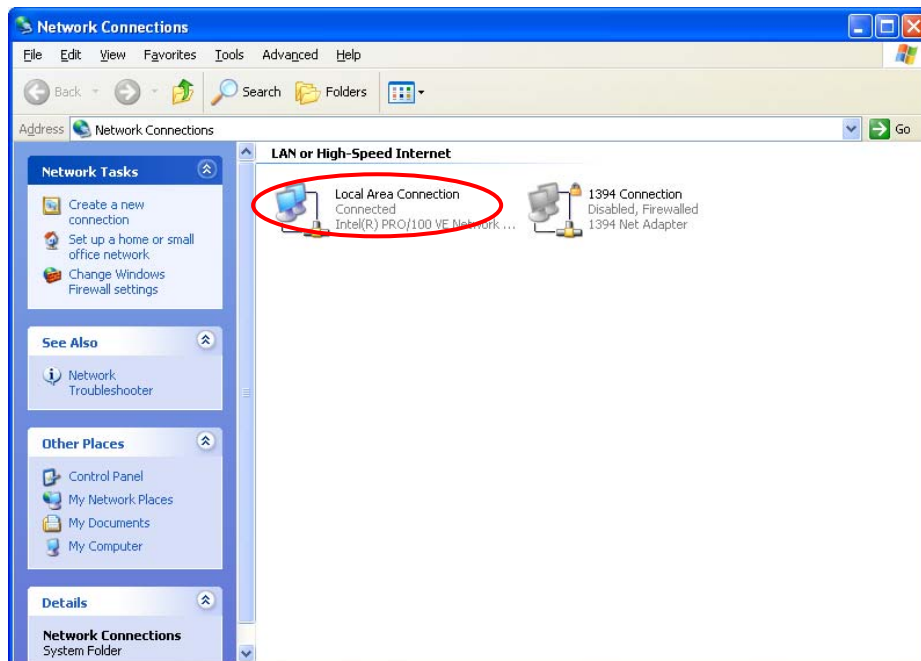 Network Connections
File Edit View Favorites Tools Advanced Help
Back Search Folders
Address Network Connections Go
Network Tasks
Create a new
connection
Set up a home or small
office network
Change Windows
Firewall settings
See Also
Network
Troubleshooter
Other Places
Control Panel
My Network Places
My Documents
My Computer
Details
Network Connections
System Folder
LAN or High-Speed Internet
Local Area Connection
Connected
Intel(R) PRO/100 VE Network ...
1394 Connection
Disabled, Firewalled
1394 Net Adapter